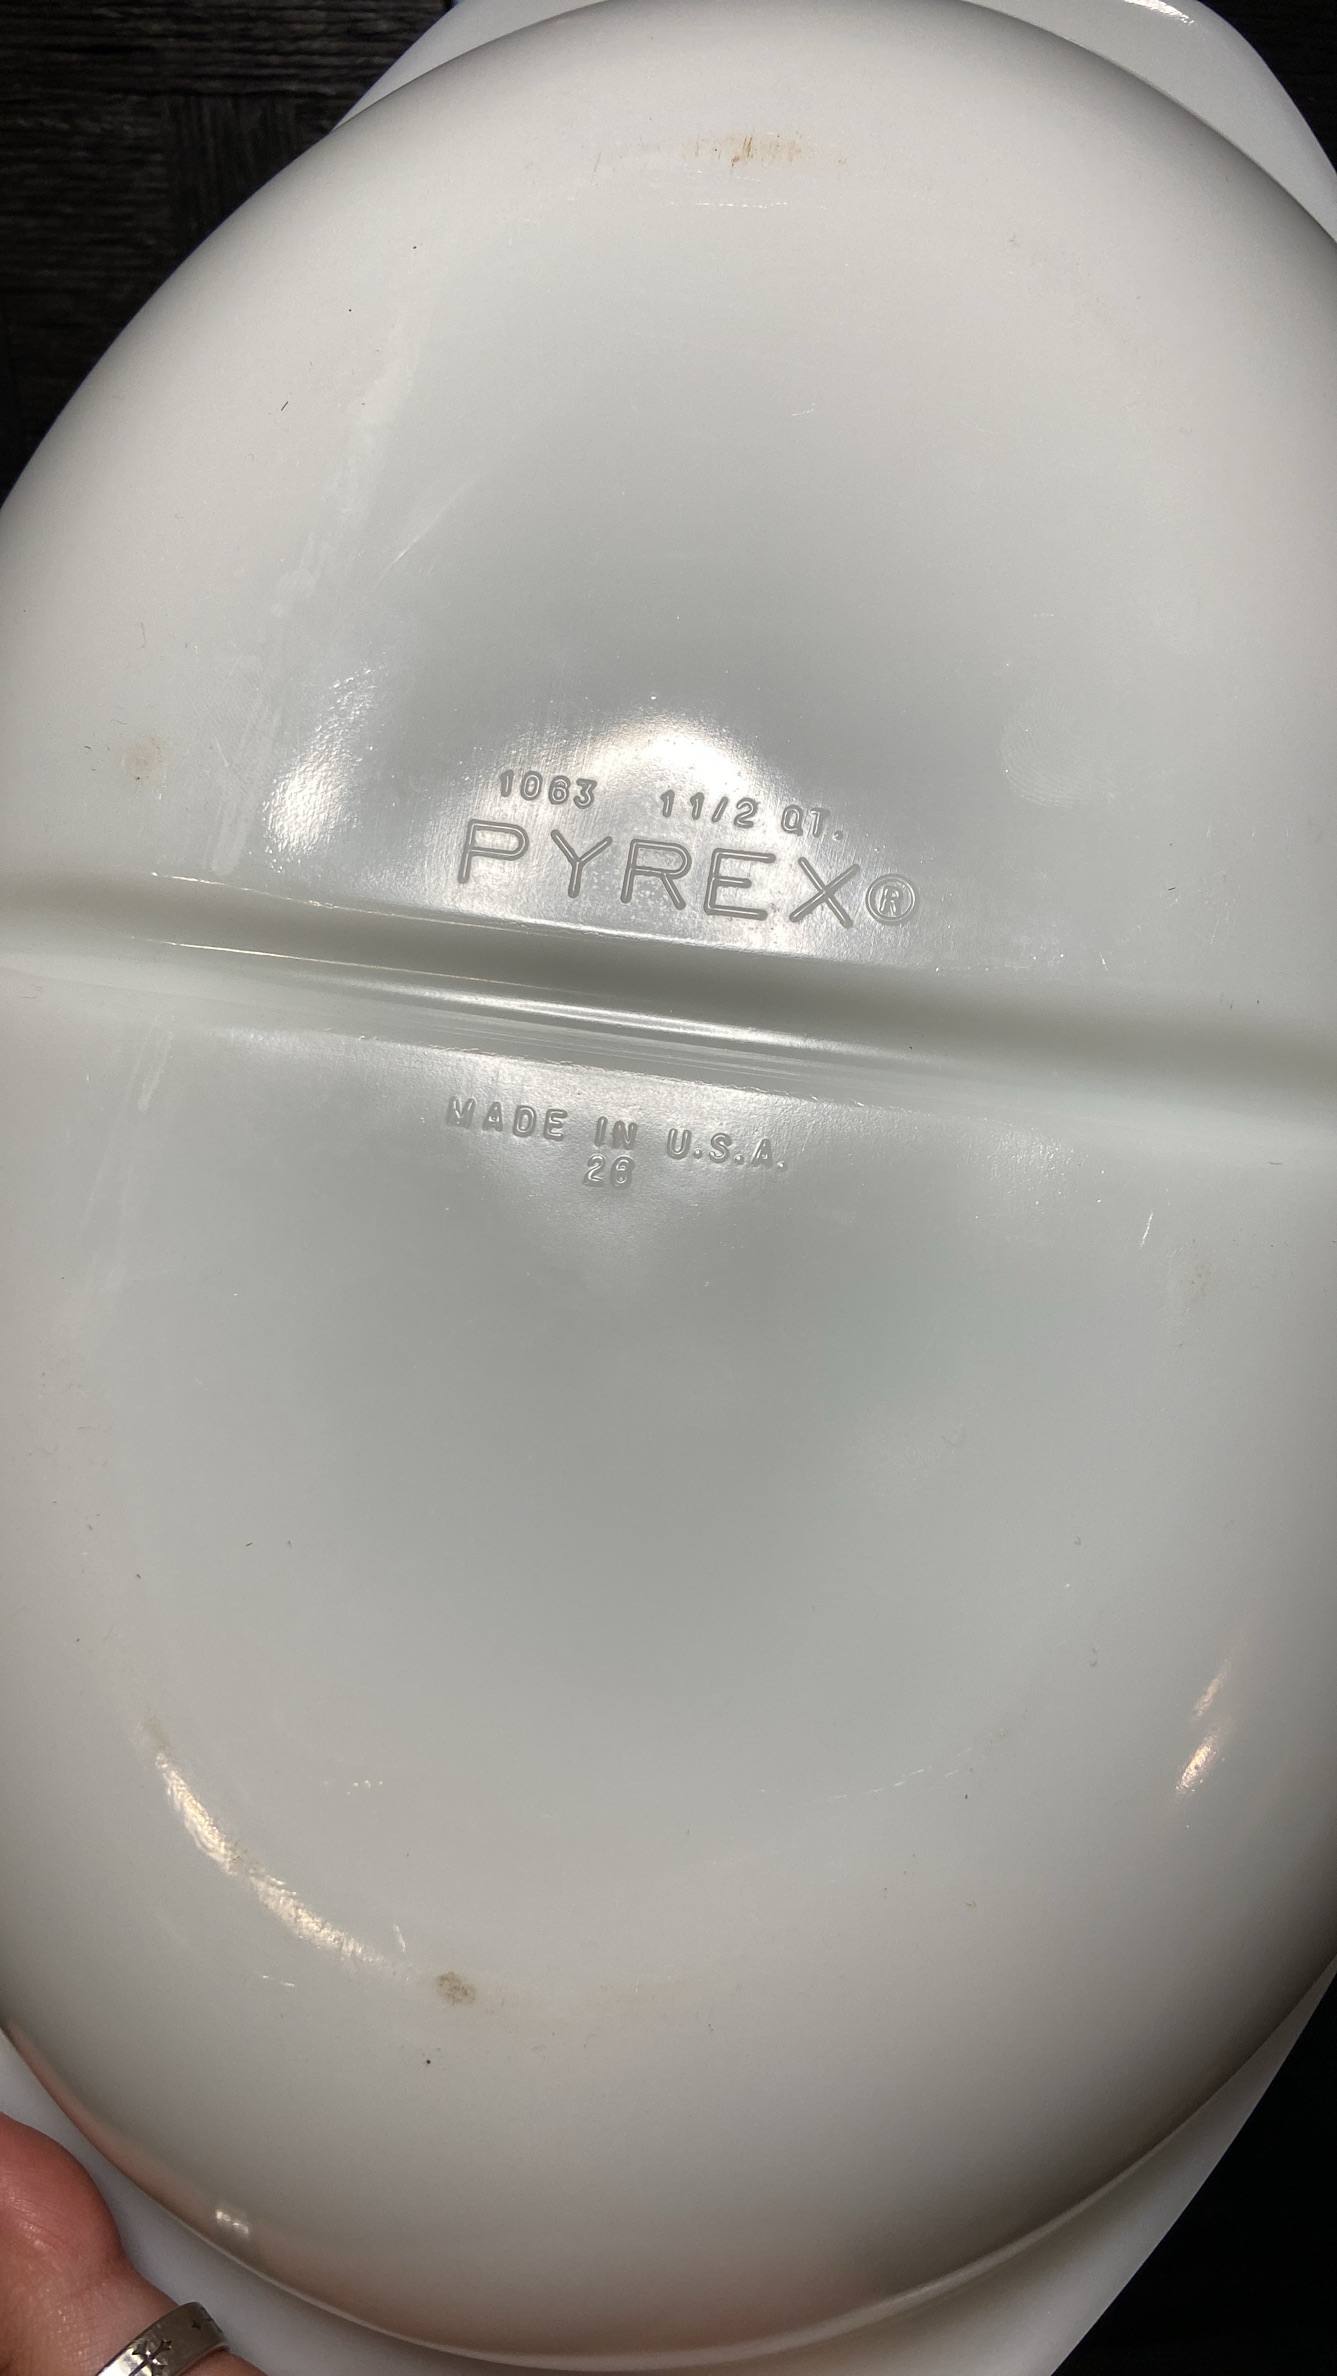 1063 1 1/2 QT.
PYREX®
MADE IN U.S.A.
26